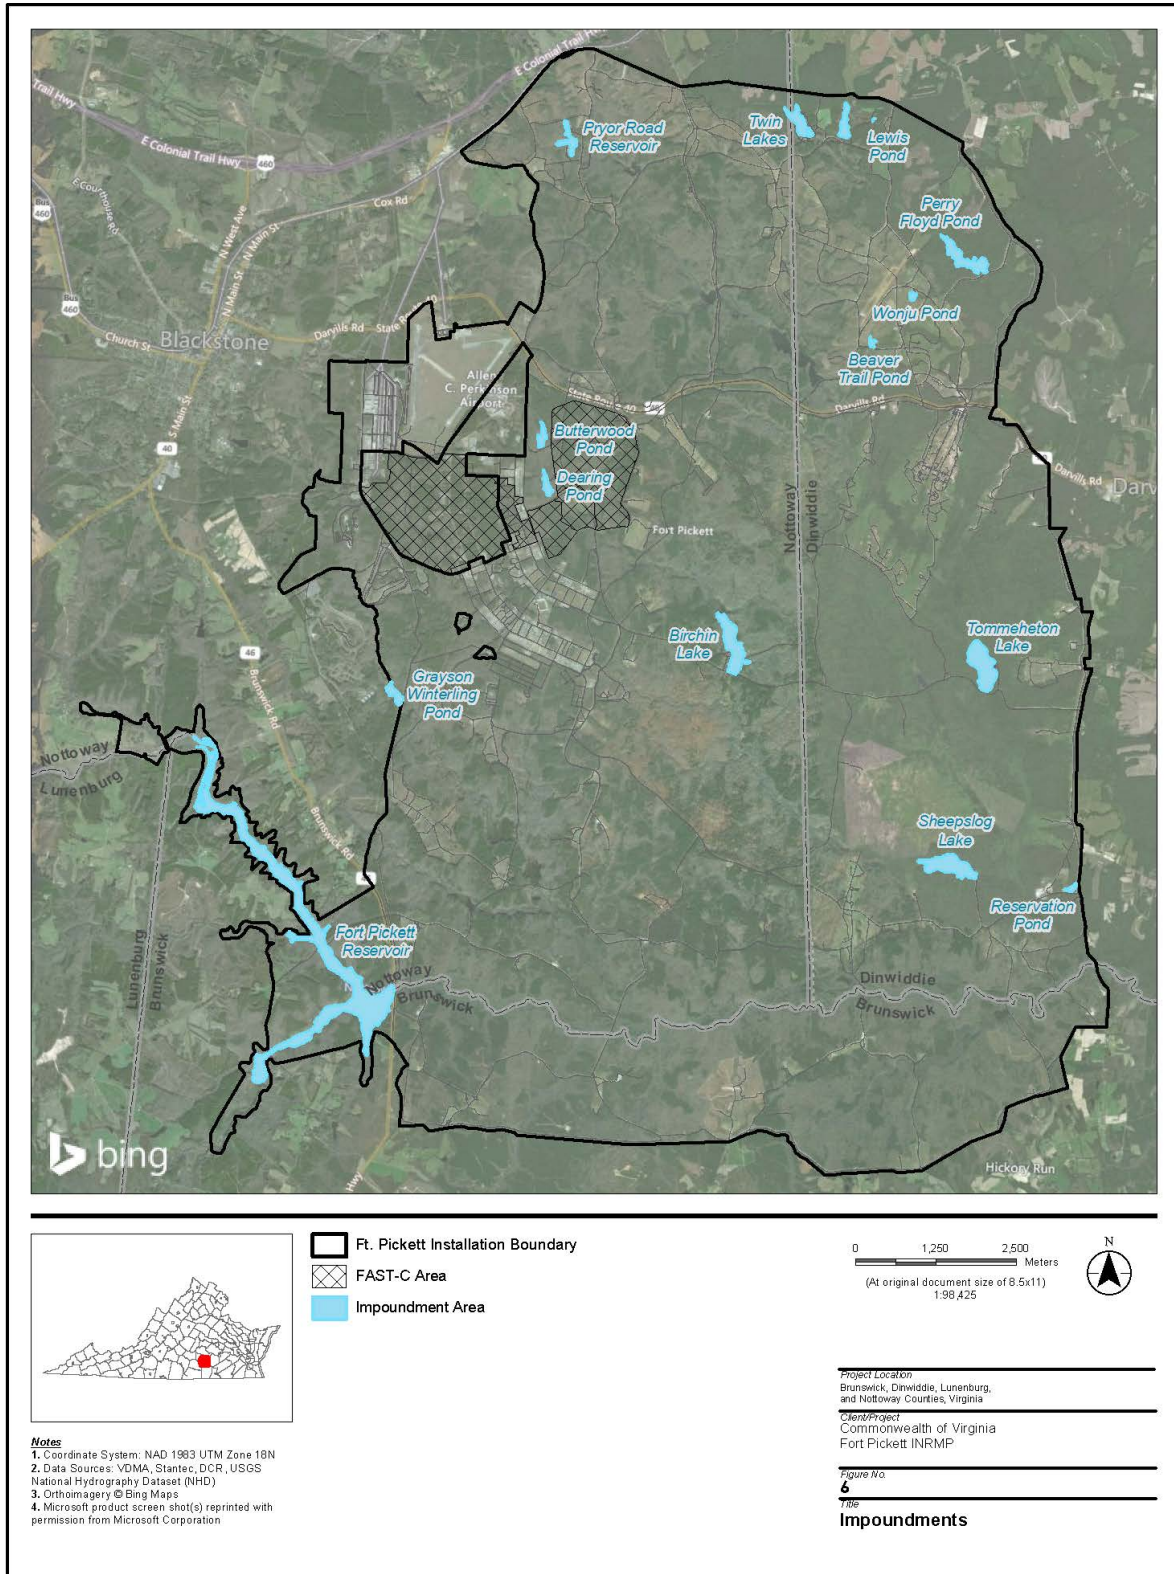 E Colonial Trail Hwy
Trail Hwy
E Colonial Trail Hwy
460
E Courthouse Rd
Bus
460
N West Ave
N Main St
Cox Rd
N Main St
Bus
460
Church St
Blackstone
Darvills Rd
Pryor Road
Reservoir
Twin
Lakes
Lewis
Pond
Perry
Floyd Pond
Wonju Pond
Beaver
Trail Pond
Allen
C. Perkinson
Airport
State Route 40
Darvills Rd
S Main St
40
Butterwood
Pond
Dearing
Pond
Darvills Rd
Darv
Fort Pickett
Nottoway
Dinwiddie
46
Brunswick Rd
Birchin
Lake
Tommeheton
Lake
Grayson
Winterling
Pond
Nottoway
Lunenburg
Brunswick Rd
Sheepslog
Lake
Reservation
Pond
Fort Pickett
Reservoir
Lunenburg
Brunswick
Nottoway
Brunswick
Dinwiddie
Brunswick
bing
Hwy
Hickory Run
Ft. Pickett Installation Boundary
FAST-C Area
Impoundment Area
0 1,250 2,500
Meters
(At original document size of 8.5x11)
1:98,425
N
Project Location
Brunswick, Dinwiddie, Lunenburg,
and Nottoway Counties, Virginia
Client/Project
Commonwealth of Virginia
Fort Pickett INRMP
Figure No.
6
Title
Impoundments
Notes
1. Coordinate System: NAD 1983 UTM Zone 18N
2. Data Sources: VDMA, Stantec, DCR, USGS
National Hydrography Dataset (NHD)
3. Orthoimagery © Bing Maps
4. Microsoft product screen shot(s) reprinted with
permission from Microsoft Corporation